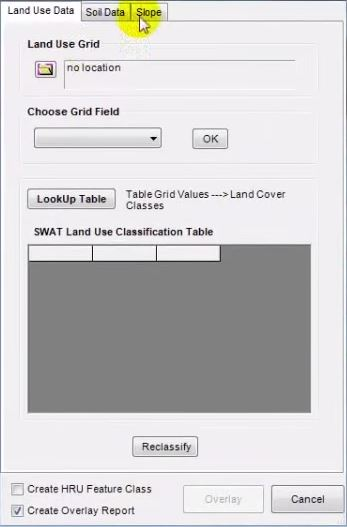 Land Use Data Soil Data Slope
Land Use Grid
no location
Choose Grid Field
OK
LookUp Table Table Grid Values ---> Land Cover
Classes
SWAT Land Use Classification Table
Reclassify
Create HRU Feature Class
Create Overlay Report
Overlay Cancel